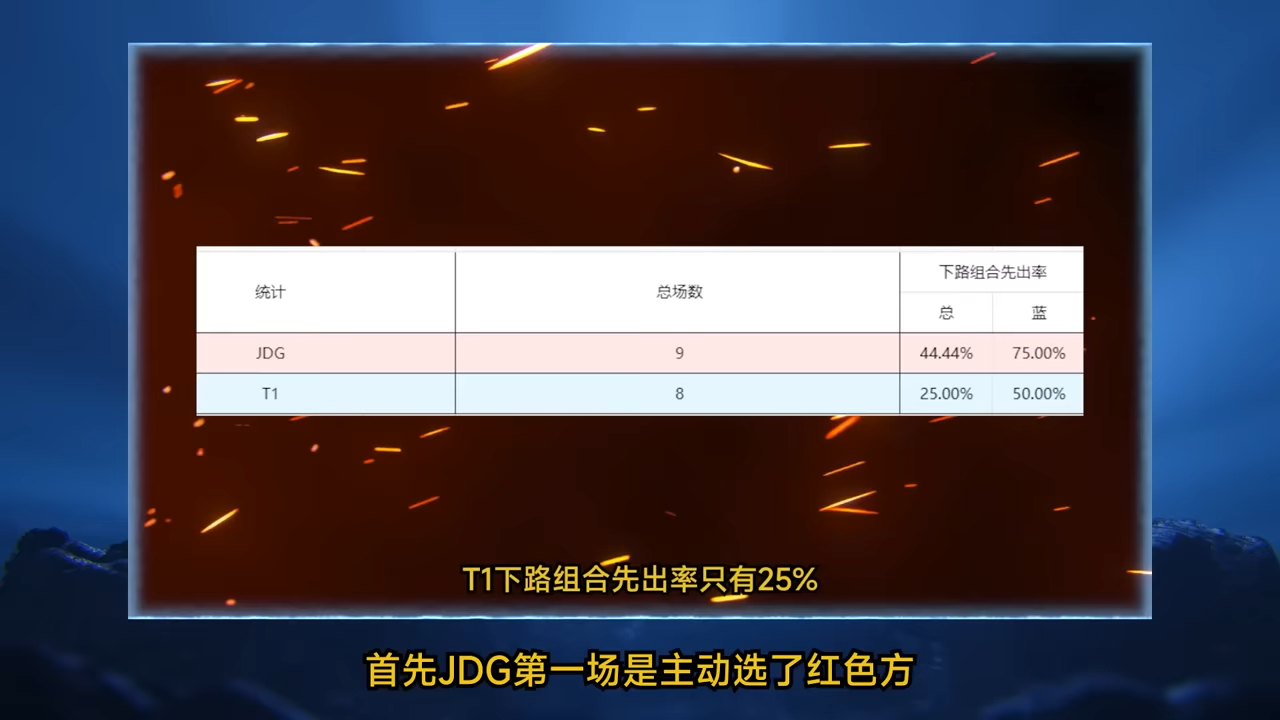 统计 总场数 下路组合先出率
总 蓝
JDG 9 44.44% 75.00%
T1 8 25.00% 50.00%
T1下路组合先出率只有25%
首先JDG第一场是主动选了红色方